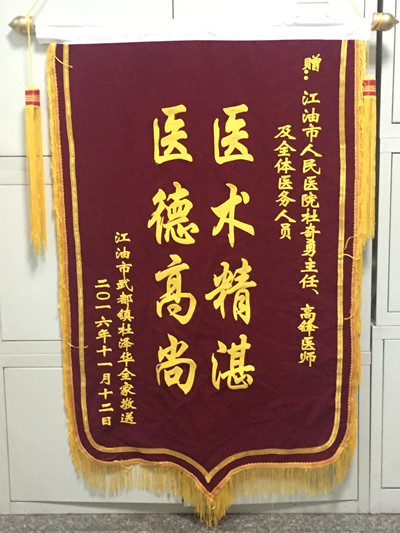 赠：江油市人民医院杜奇勇主任、高锋医师
及全体医务人员
医术精湛
医德高尚
江油市武都镇杜泽华全家敬送
二〇一六年十一月十二日